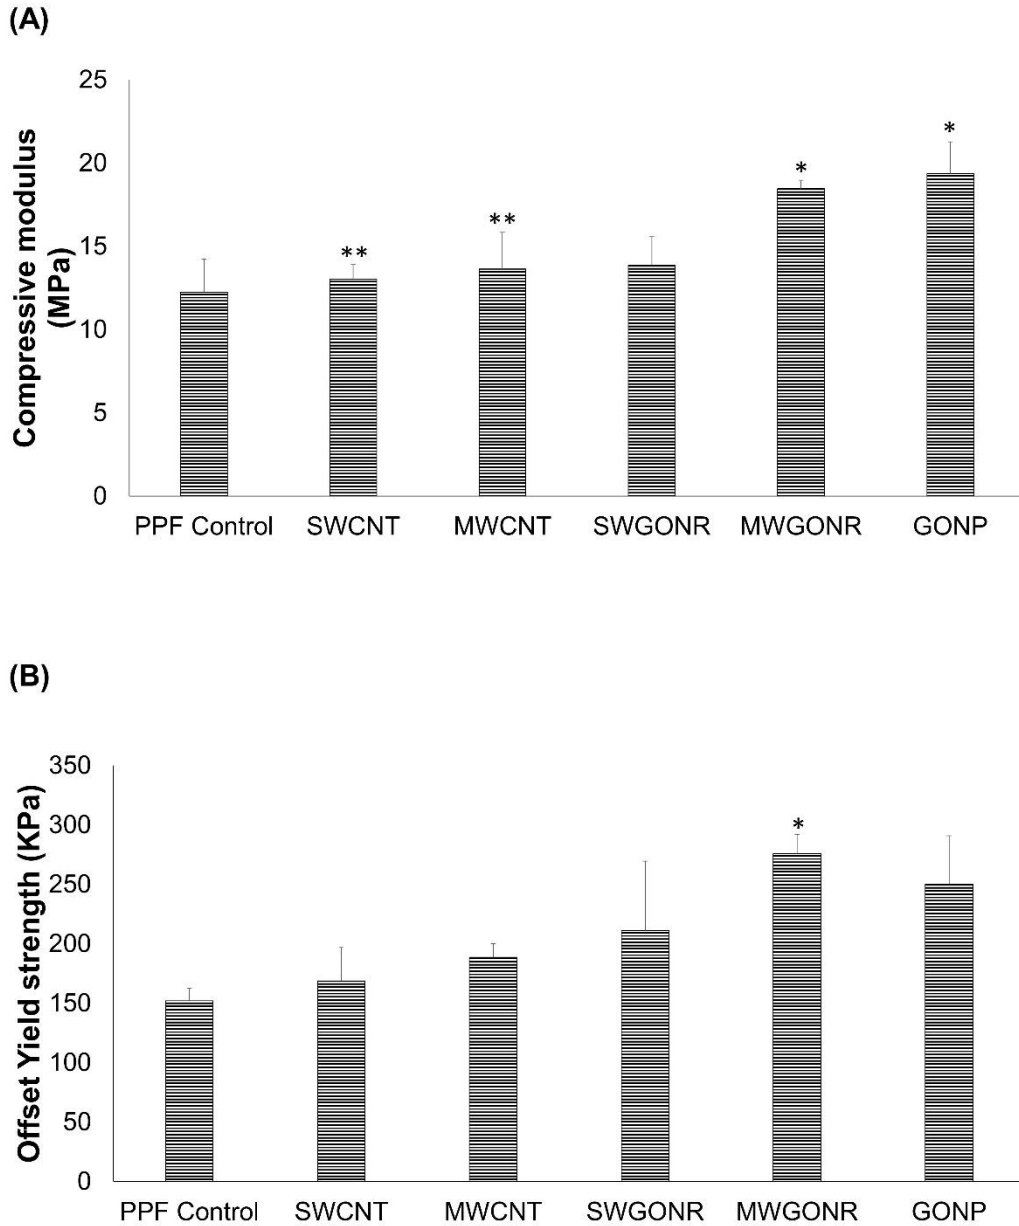 (A)
Compressive modulus
(MPa)
25
20
15
10
5
0
**
**
*
*
PPF Control SWCNT MWCNT SWGONR MWGONR GONP
(B)
Offset Yield strength (KPa)
350
300
250
200
150
100
50
0
*
PPF Control SWCNT MWCNT SWGONR MWGONR GONP